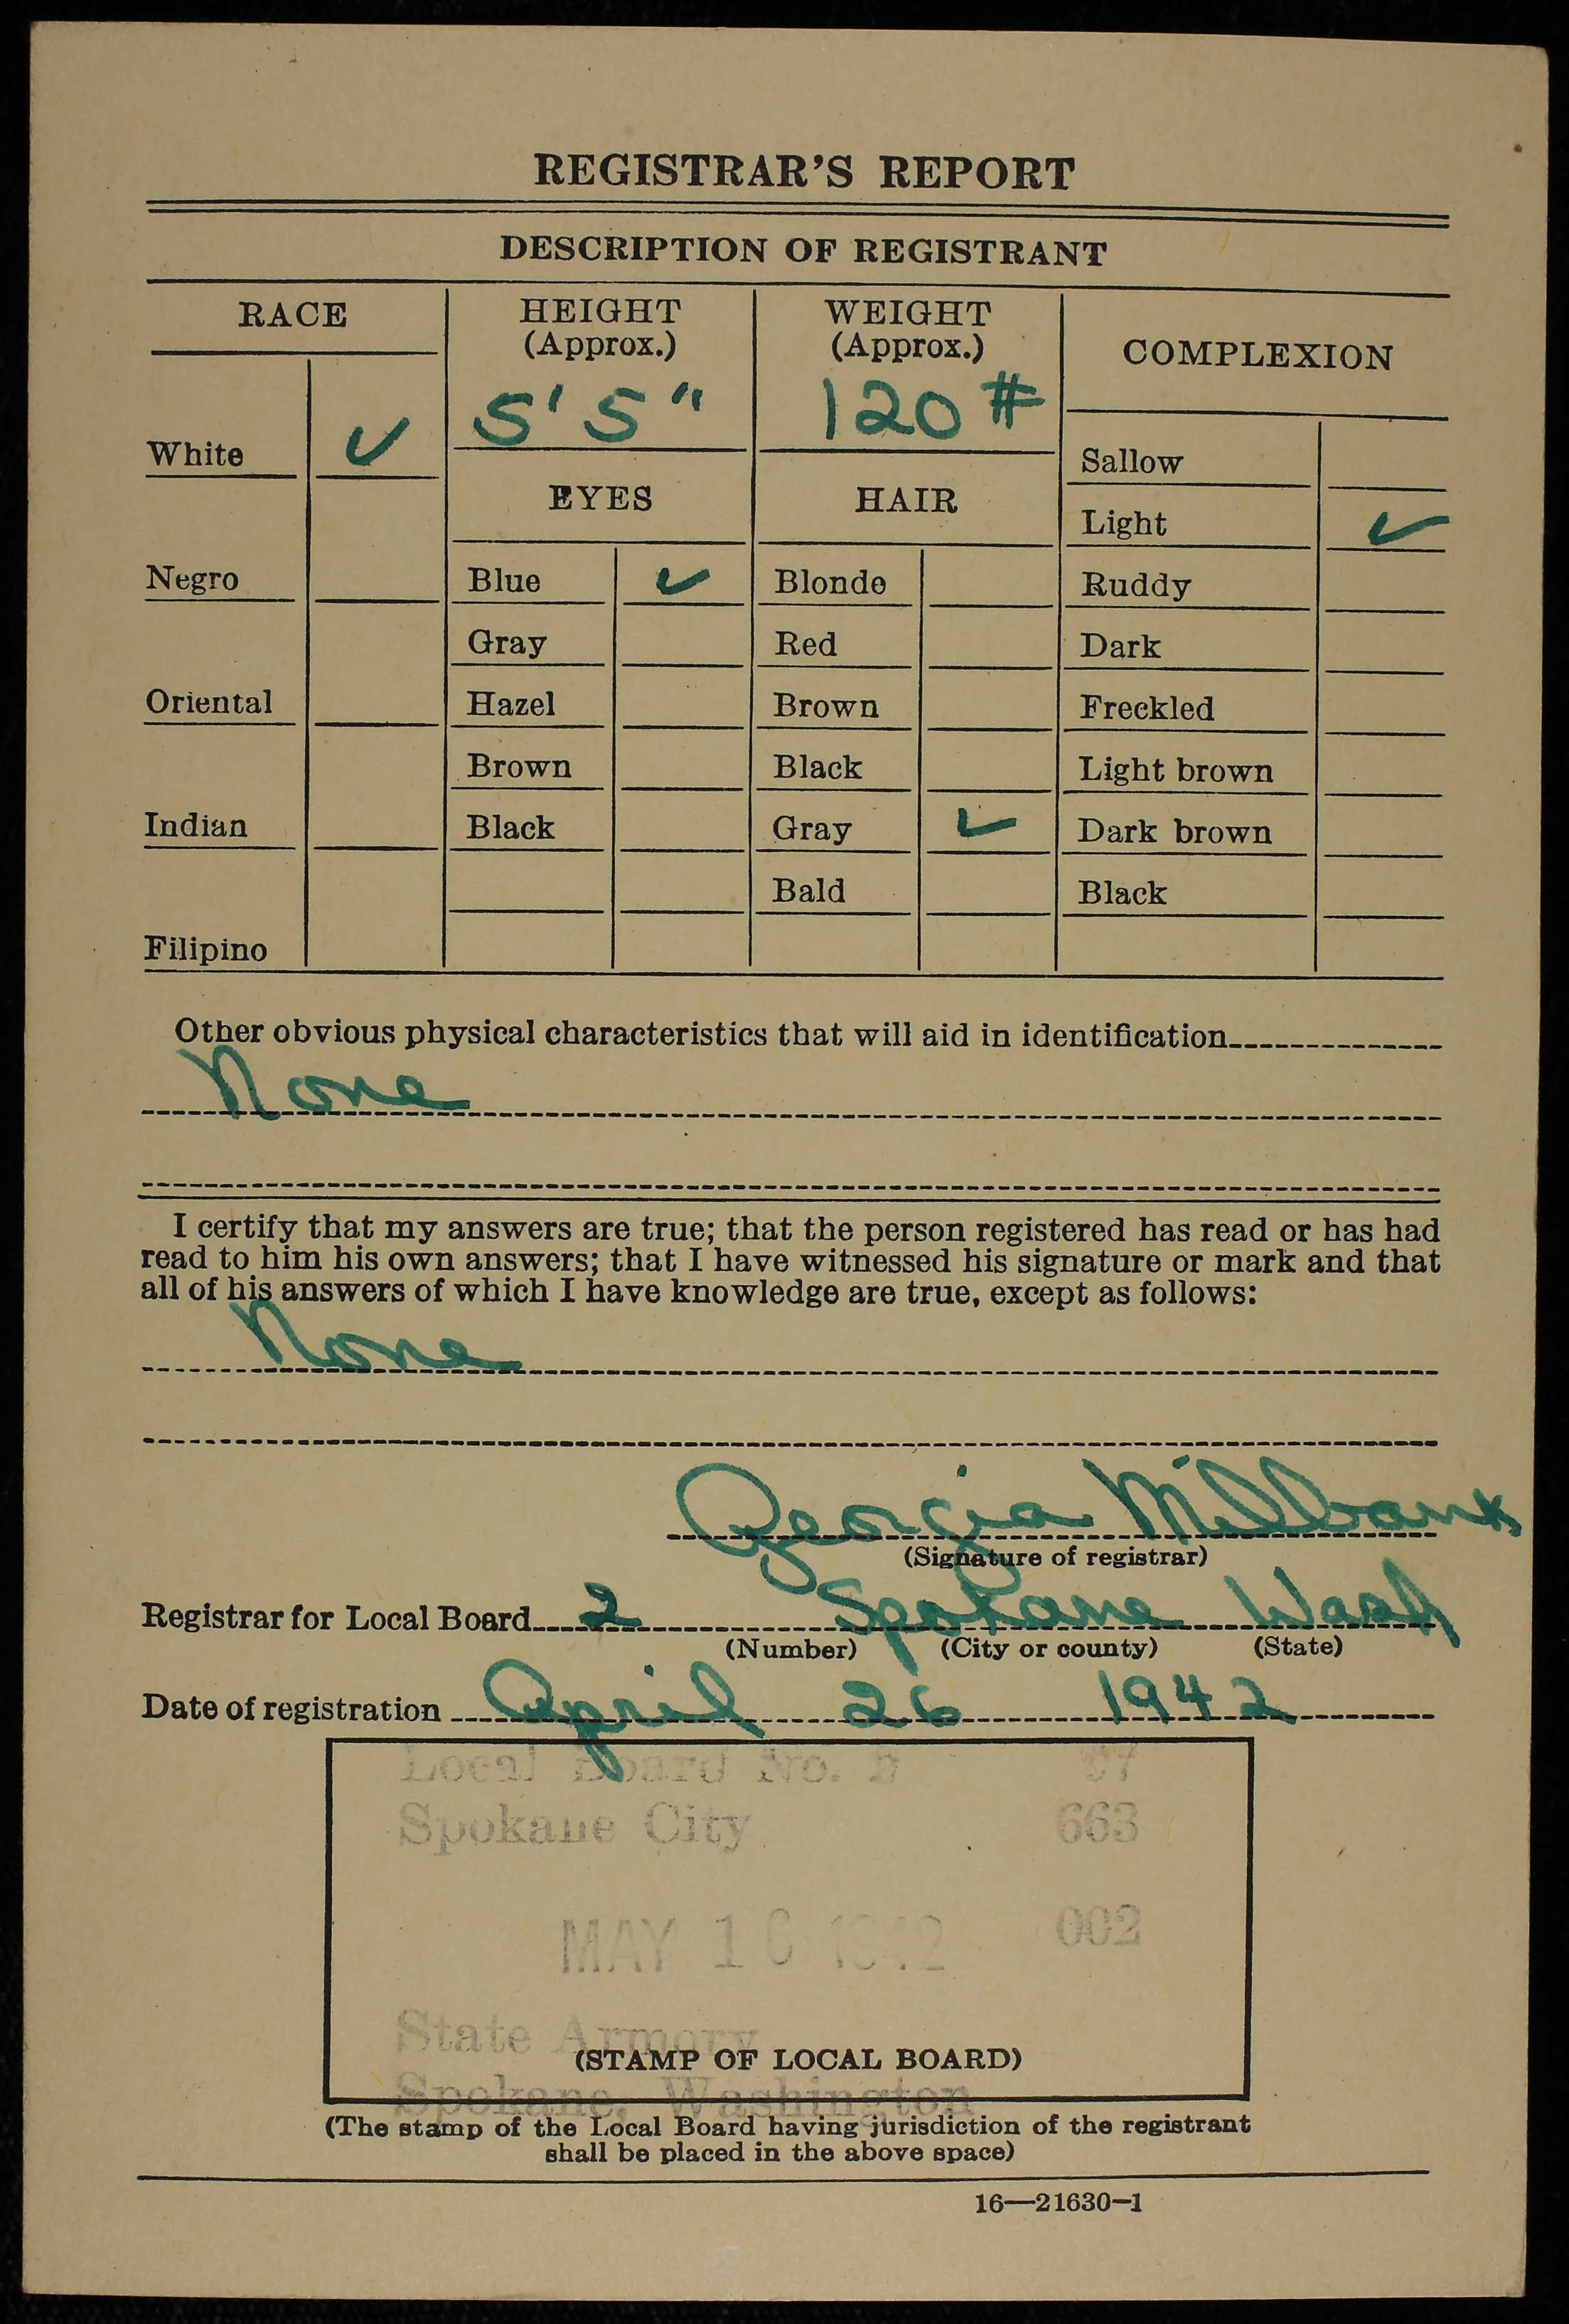 REGISTRAR'S REPORT
DESCRIPTION OF REGISTRANT
RACE HEIGHT (Approx.) WEIGHT (Approx.) COMPLEXION
5' 5" 120 #
White ✓ Sallow
EYES HAIR
Light ✓
Negro Blue ✓ Blonde Ruddy
Gray Red Dark
Oriental Hazel Brown Freckled
Brown Black Light brown
Indian Black Gray ✓ Dark brown
Bald Black
Filipino
Other obvious physical characteristics that will aid in identification
None
I certify that my answers are true; that the person registered has read or has had
read to him his own answers; that I have witnessed his signature or mark and that
all of his answers of which I have knowledge are true, except as follows:
None
Georgia Milbank
(Signature of registrar)
Registrar for Local Board 2 Spokane Wash
(Number) (City or county) (State)
Date of registration April 26 1942
Local Board No.
Spokane City 663
MAY 1 1942 002
State Armory
(STAMP OF LOCAL BOARD)
Spokane, Washington
(The stamp of the Local Board having jurisdiction of the registrant
shall be placed in the above space)
16—21630-1